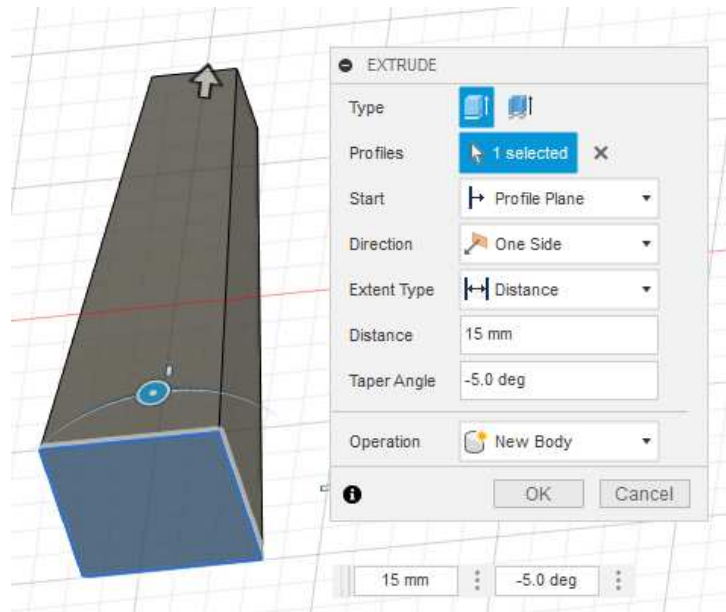 EXTRUDE
Type
Profiles
1 selected
Start
Profile Plane
Direction
One Side
Extent Type
Distance
Distance
15 mm
Taper Angle
-5.0 deg
Operation
New Body
OK
Cancel
15 mm
-5.0 deg